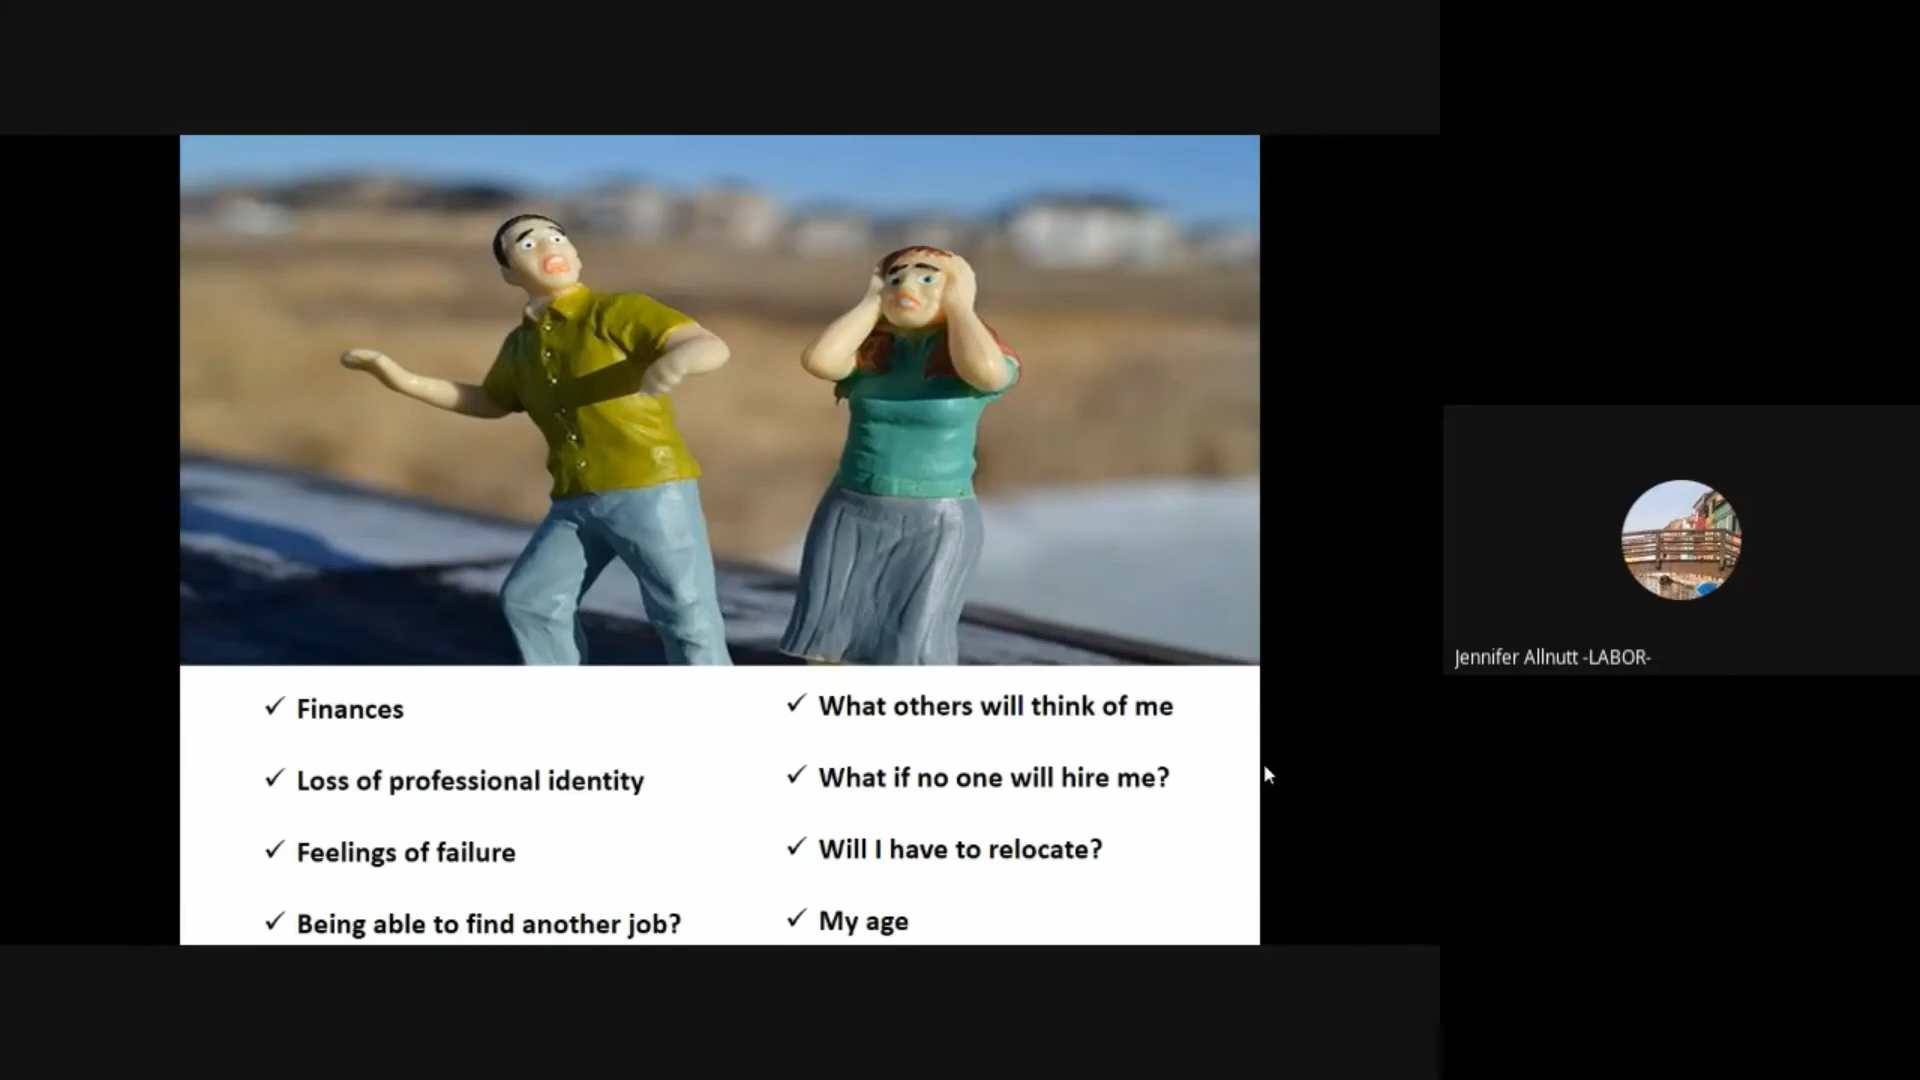 Finances
Loss of professional identity
Feelings of failure
Being able to find another job?
What others will think of me
What if no one will hire me?
Will I have to relocate?
My age
Jennifer Allnutt -LABOR-